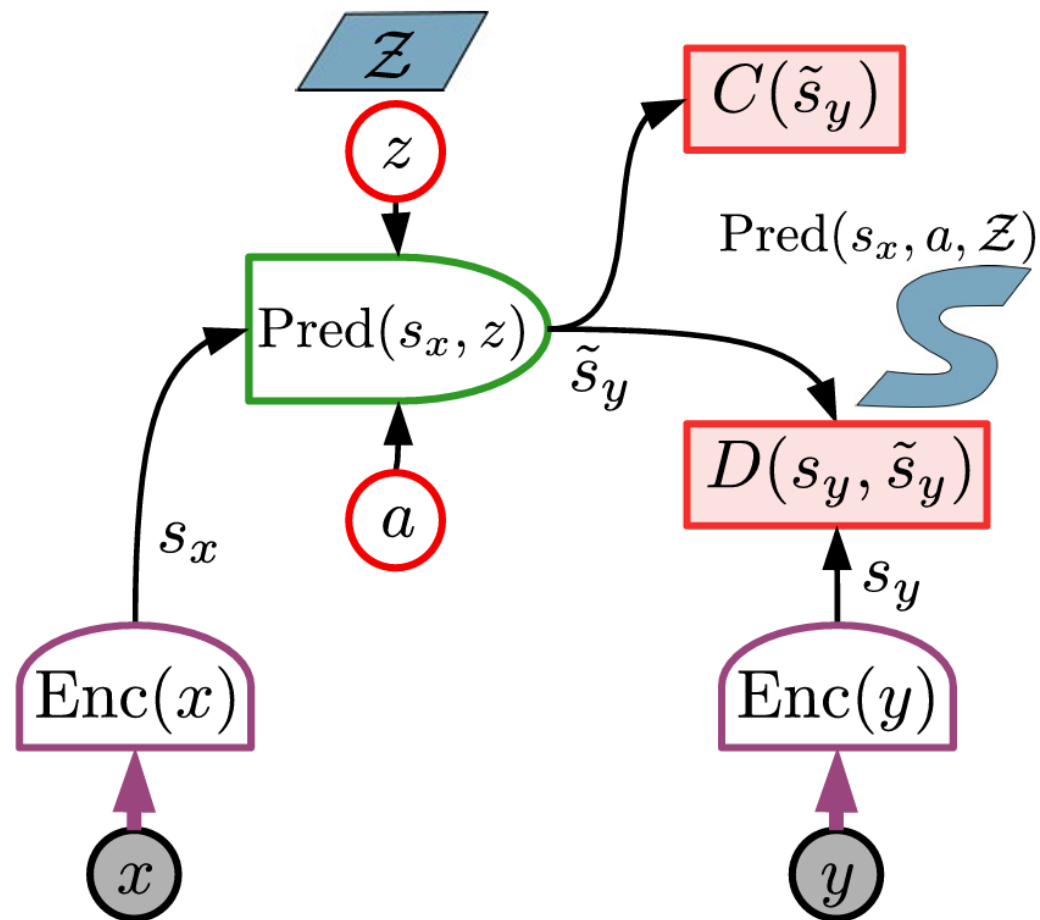 𝒵
z
C(s̃_y)
Pred(s_x, a, 𝒵)
Pred(s_x, z)
s̃_y
D(s_y, s̃_y)
a
s_x
s_y
Enc(x)
Enc(y)
x
y